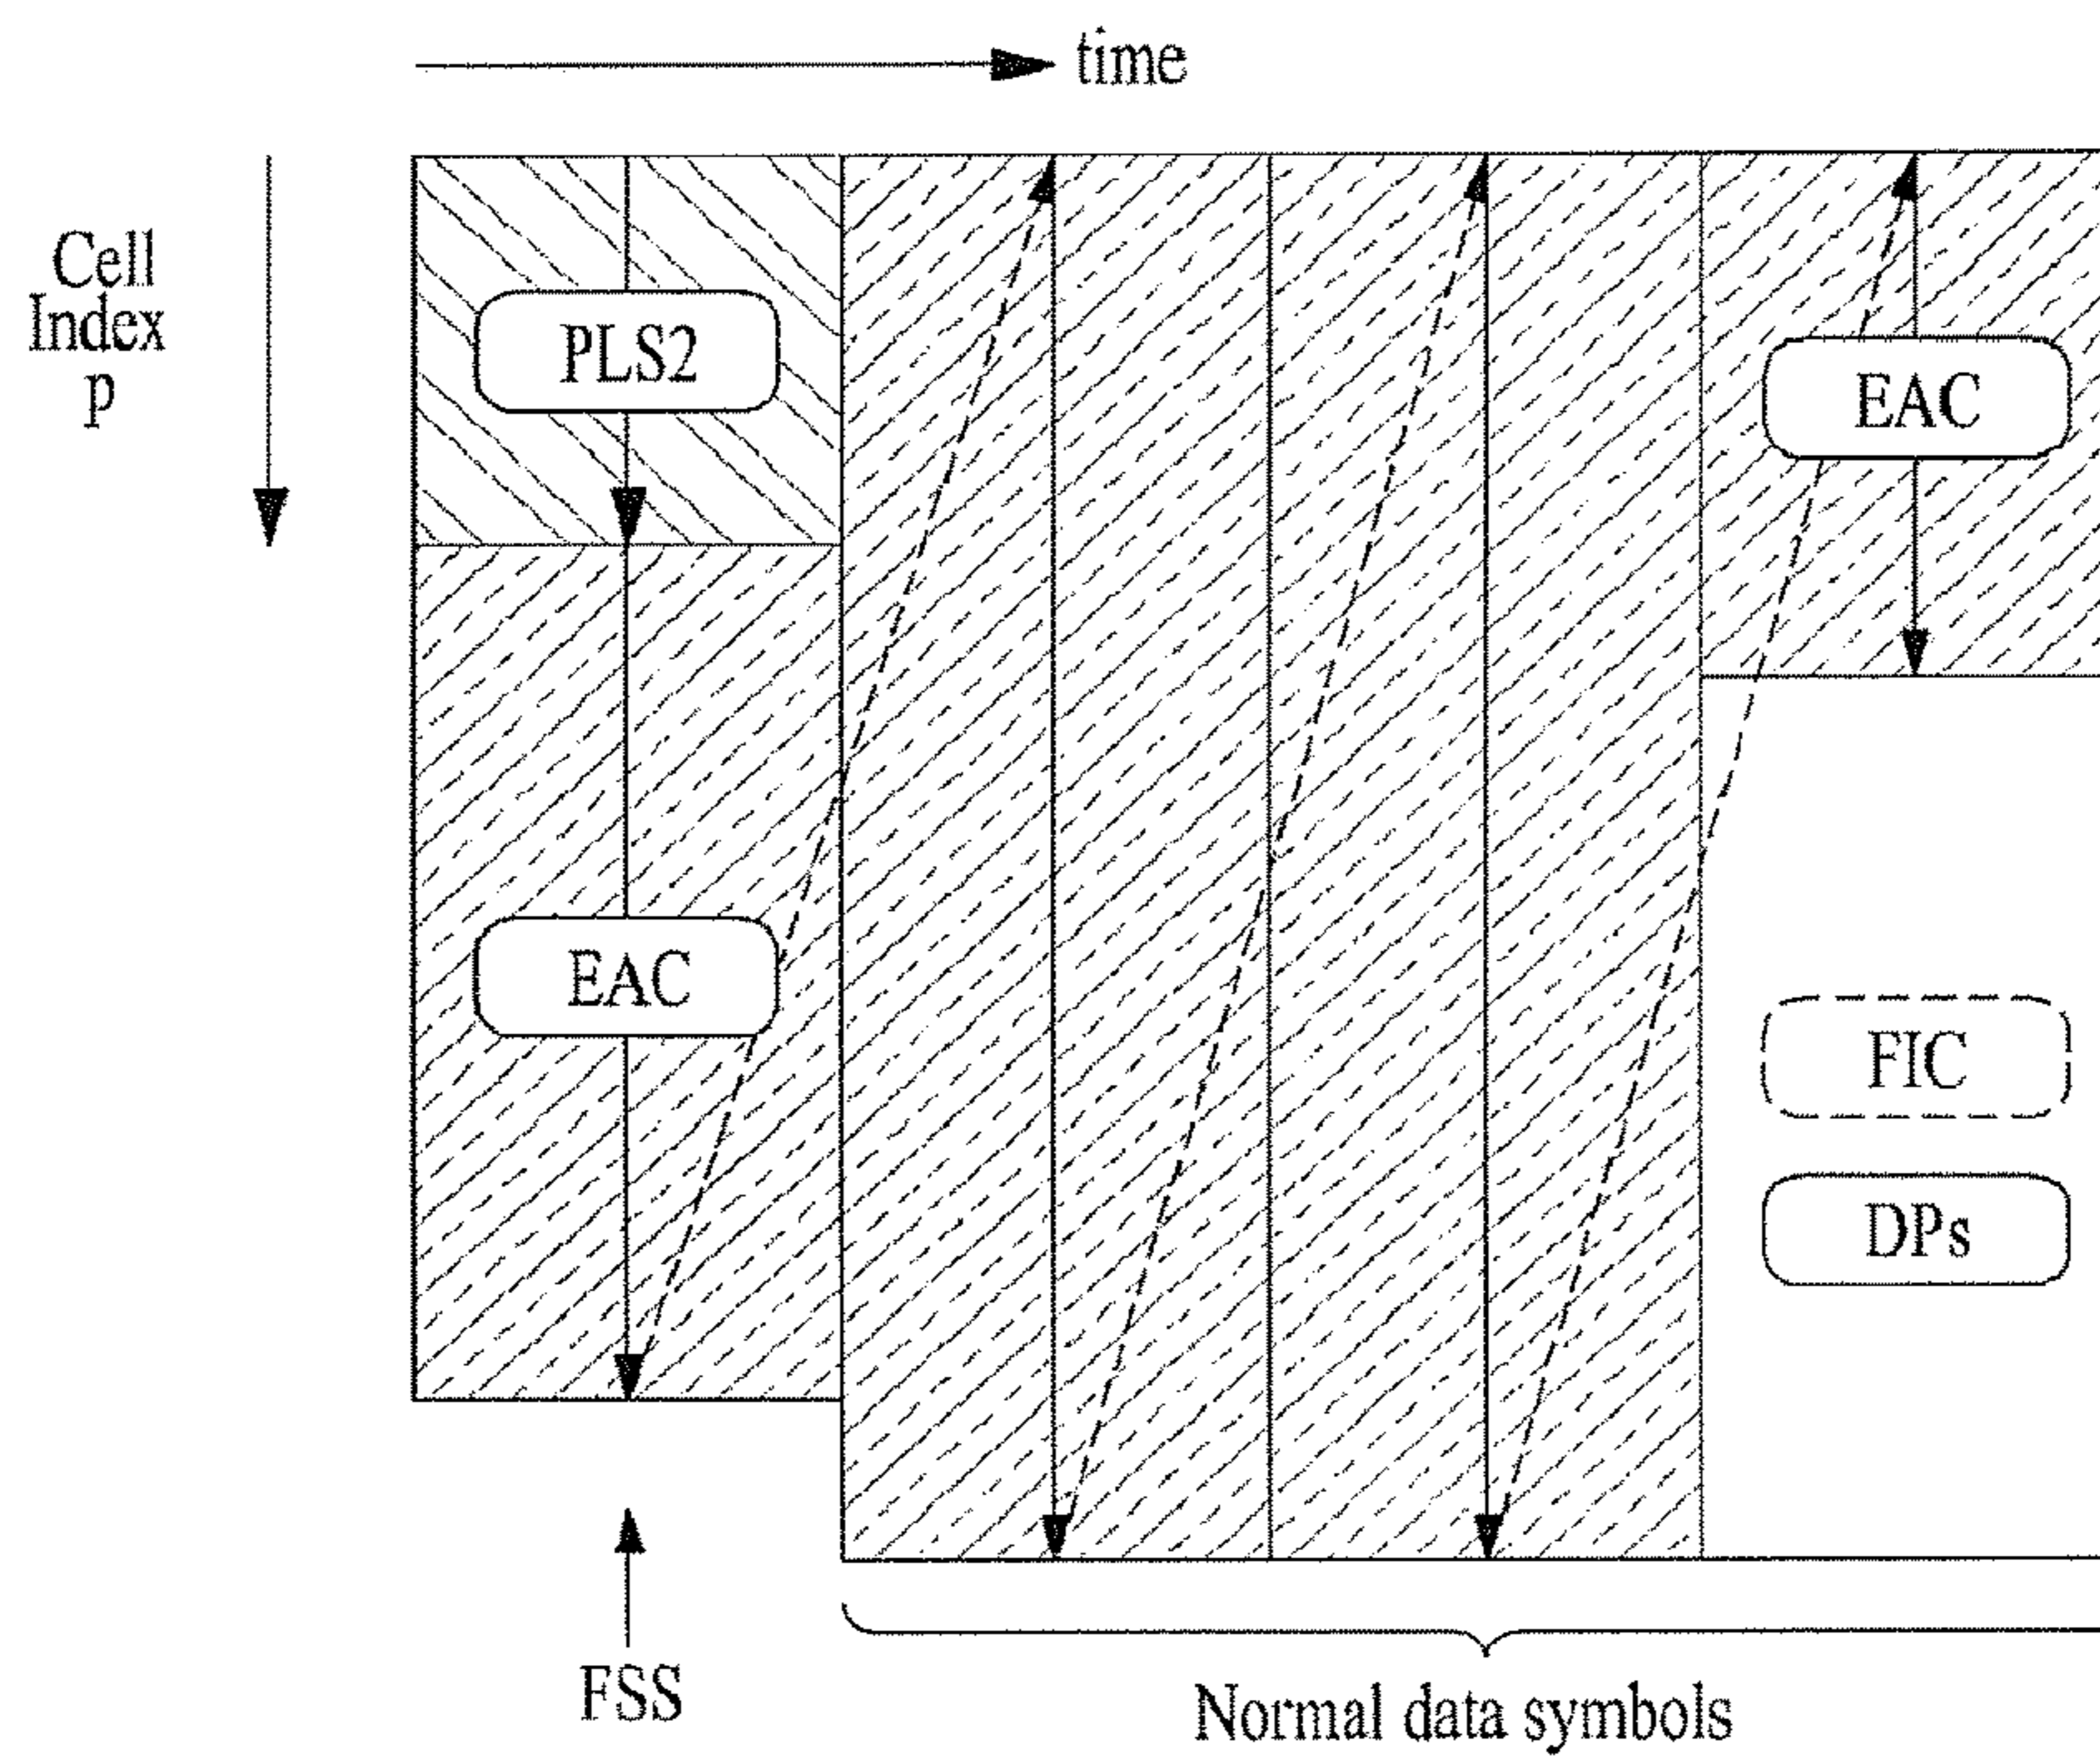 time
Cell
Index
p
PLS2
EAC
EAC
FIC
DPs
FSS
Normal data symbols